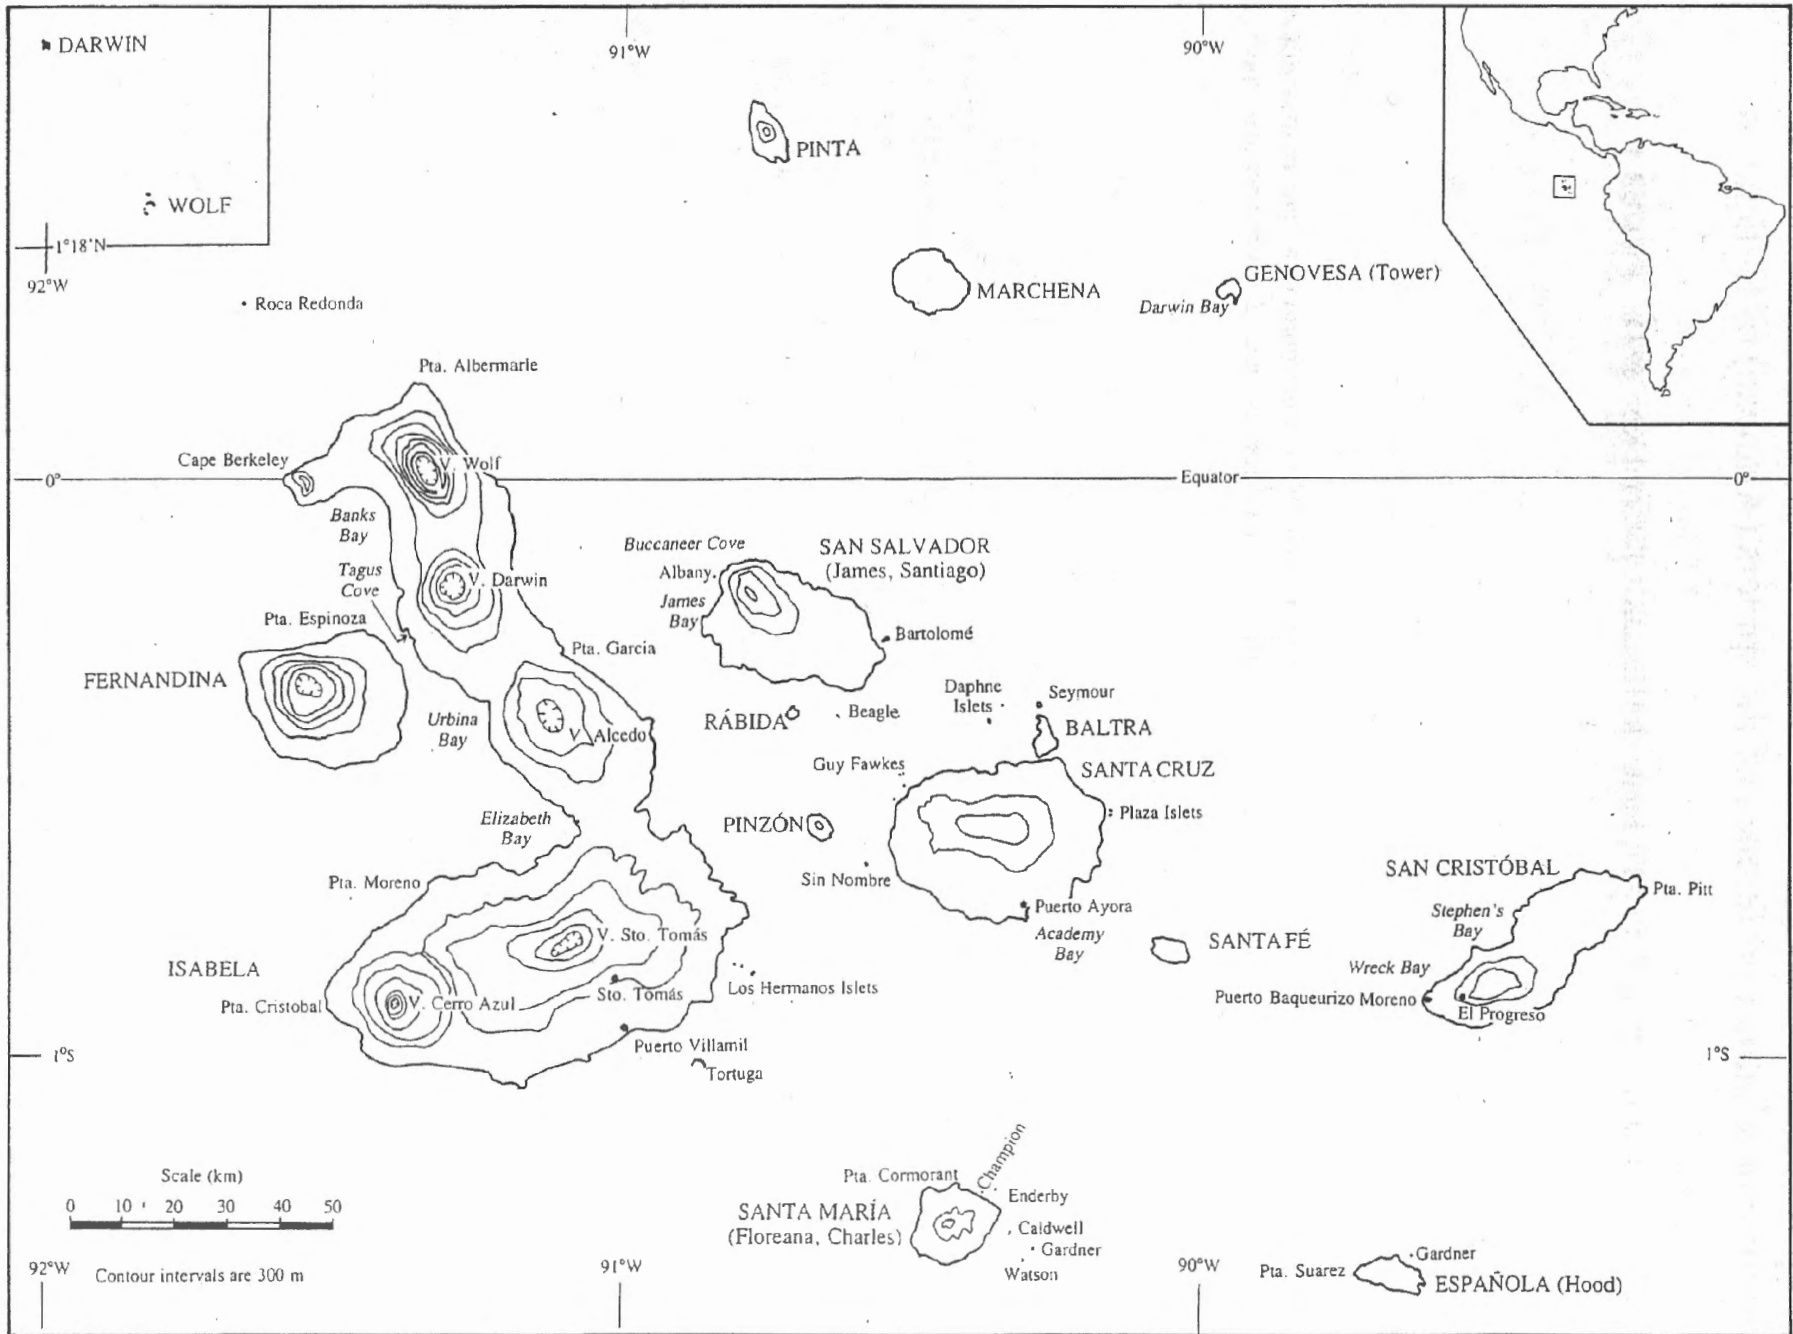 91°W
90°W
DARWIN
PINTA
WOLF
1°18'N
92°W
Roca Redonda
MARCHENA
GENOVESA (Tower)
Darwin Bay
Pta. Albermarle
Cape Berkeley
V. Wolf
0°
Equator
0°
Banks
Bay
Buccaneer Cove
SAN SALVADOR
(James, Santiago)
Albany
Tagus
Cove
V. Darwin
James
Bay
Pta. Espinoza
Bartolomé
Pta. Garcia
FERNANDINA
Daphne
Islets
Seymour
Urbina
Bay
RÁBIDA
Beagle
BALTRA
V. Alcedo
Guy Fawkes
SANTA CRUZ
Elizabeth
Bay
PINZÓN
Plaza Islets
Pta. Moreno
Sin Nombre
SAN CRISTÓBAL
Pta. Pitt
Puerto Ayora
Stephen's
Bay
V. Sto. Tomás
Academy
Bay
SANTA FÉ
ISABELA
Wreck Bay
Sto. Tomás
Los Hermanos Islets
Pta. Cristobal
V. Cerro Azul
Puerto Baqueurizo Moreno
El Progreso
Puerto Villamil
1°S
1°S
Tortuga
Champion
Scale (km)
Pta. Cormorant
Enderby
0 10 20 30 40 50
SANTA MARÍA
(Floreana, Charles)
Caldwell
Gardner
Watson
Gardner
92°W
Contour intervals are 300 m
91°W
90°W
Pta. Suarez
ESPAÑOLA (Hood)